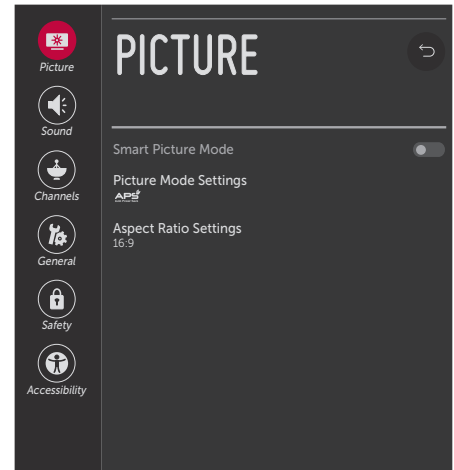 PICTURE
Picture
Sound
Channels
General
Safety
Accessibility
Smart Picture Mode
Picture Mode Settings
APS
Aspect Ratio Settings
16:9